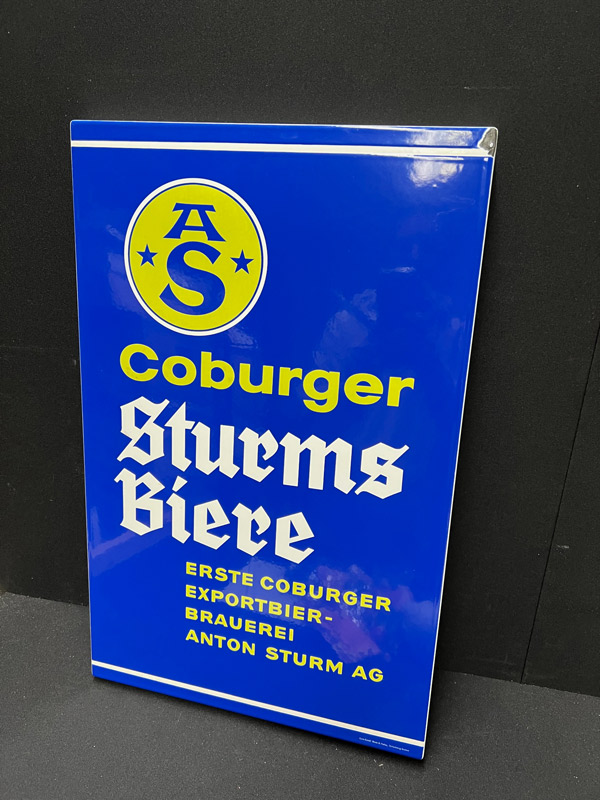 AS
Coburger
Sturms
Biere
ERSTE COBURGER
EXPORTBIER-
BRAUEREI
ANTON STURM AG